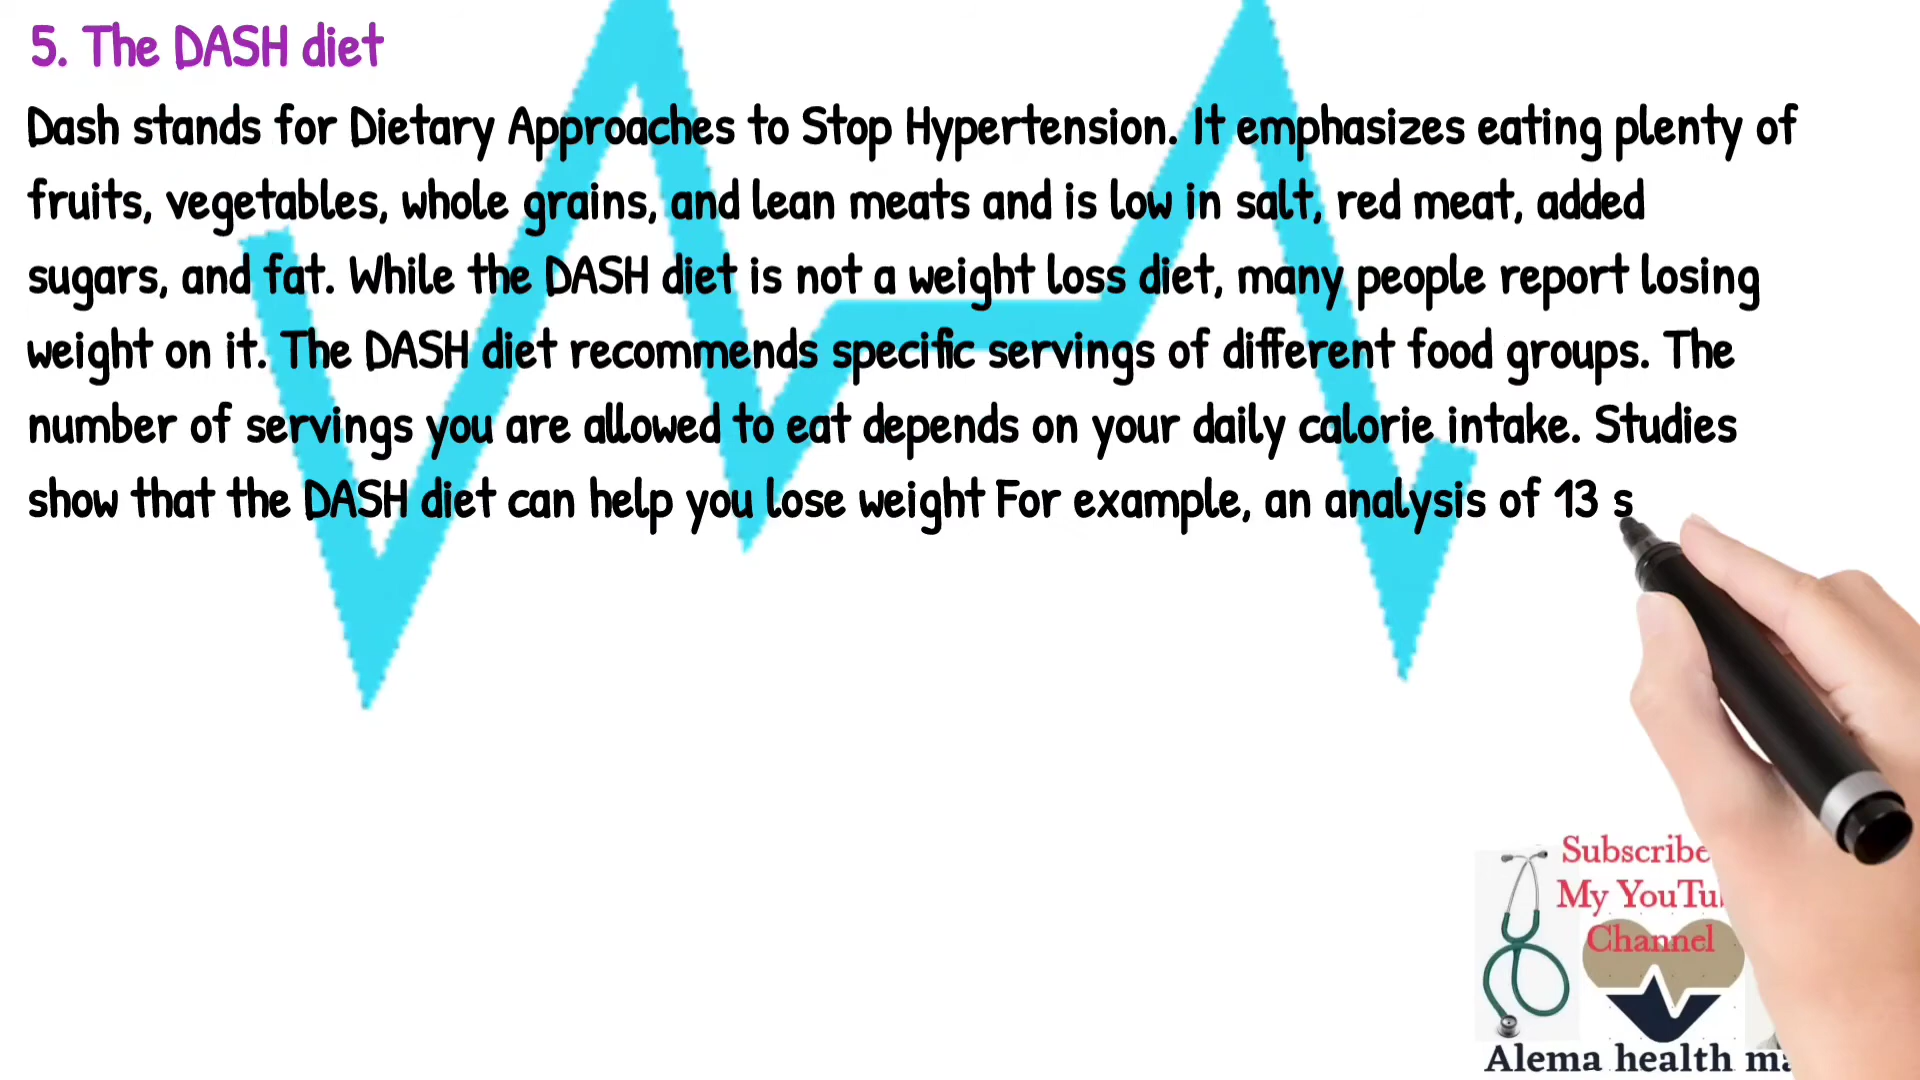 5. The DASH diet
Dash stands for Dietary Approaches to Stop Hypertension. It emphasizes eating plenty of
fruits, vegetables, whole grains, and lean meats and is low in salt, red meat, added
sugars, and fat. While the DASH diet is not a weight loss diet, many people report losing
weight on it. The DASH diet recommends specific servings of different food groups. The
number of servings you are allowed to eat depends on your daily calorie intake. Studies
show that the DASH diet can help you lose weight For example, an analysis of 13 s
Subscribe
My
Channel
Alema health